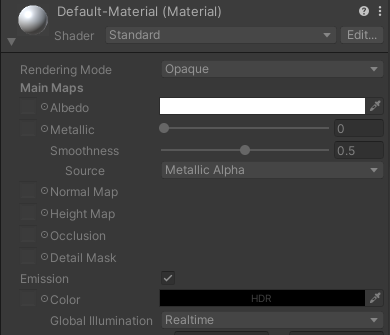 Default-Material (Material)
Shader Standard Edit...
Rendering Mode Opaque
Main Maps
Albedo
Metallic 0
Smoothness 0.5
Source Metallic Alpha
Normal Map
Height Map
Occlusion
Detail Mask
Emission
Color HDR
Global Illumination Realtime